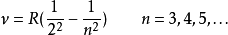 ν = R(1/2² − 1/n²)  n = 3,4,5,…